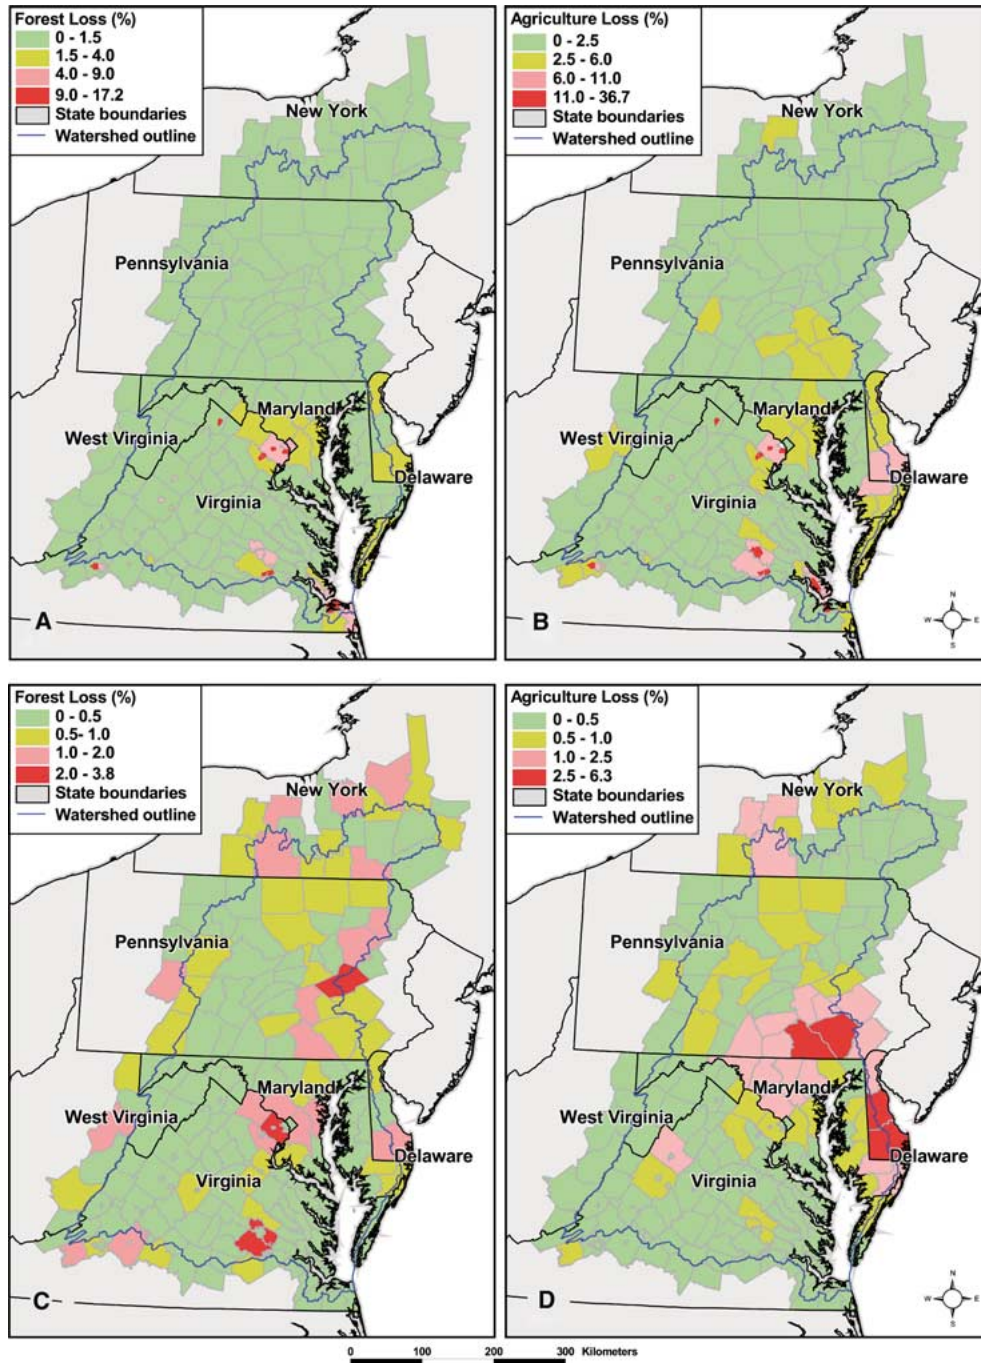 Forest Loss (%)
0 - 1.5
1.5 - 4.0
4.0 - 9.0
9.0 - 17.2
State boundaries
Watershed outline
New York
Pennsylvania
Maryland
West Virginia
Delaware
Virginia
A
Agriculture Loss (%)
0 - 2.5
2.5 - 6.0
6.0 - 11.0
11.0 - 36.7
State boundaries
Watershed outline
New York
Pennsylvania
Maryland
West Virginia
Delaware
Virginia
B
N
W E
S
Forest Loss (%)
0 - 0.5
0.5- 1.0
1.0 - 2.0
2.0 - 3.8
State boundaries
Watershed outline
New York
Pennsylvania
Maryland
West Virginia
Delaware
Virginia
C
Agriculture Loss (%)
0 - 0.5
0.5 - 1.0
1.0 - 2.5
2.5 - 6.3
State boundaries
Watershed outline
New York
Pennsylvania
Maryland
West Virginia
Delaware
Virginia
D
N
W E
S
0 100 200 300 Kilometers